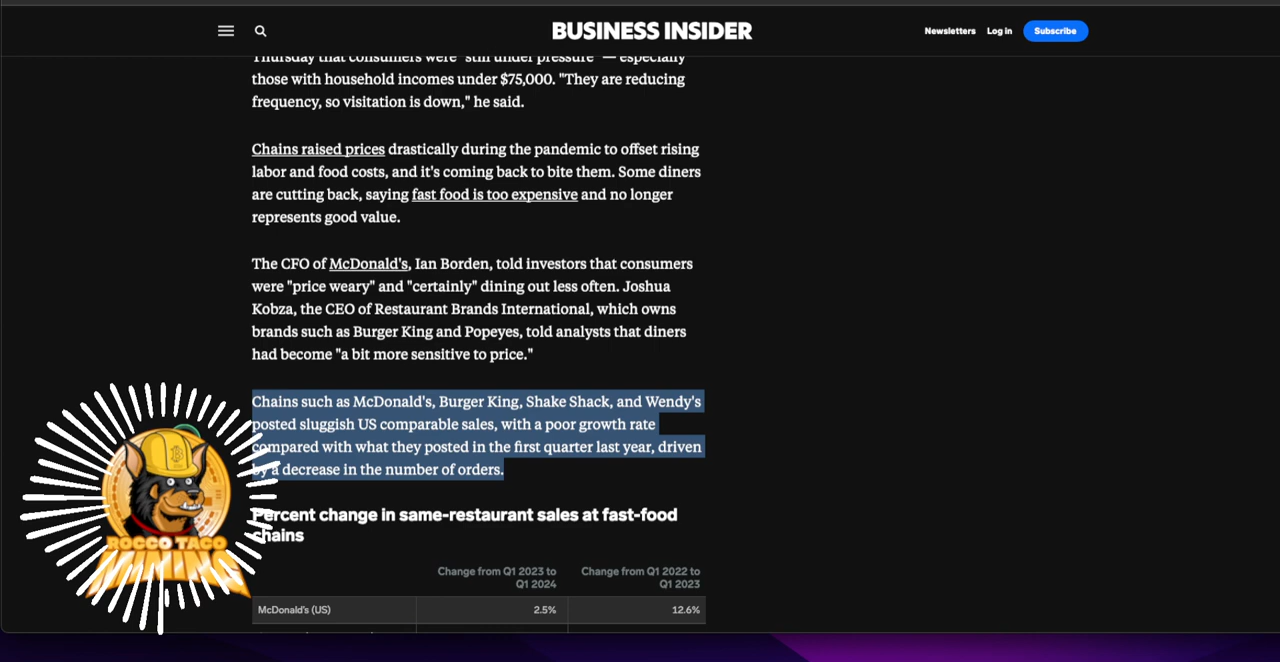 BUSINESS INSIDER
Newsletters Log in Subscribe
Thursday that consumers were "still under pressure" — especially
those with household incomes under $75,000. "They are reducing
frequency, so visitation is down," he said.
Chains raised prices drastically during the pandemic to offset rising
labor and food costs, and it's coming back to bite them. Some diners
are cutting back, saying fast food is too expensive and no longer
represents good value.
The CFO of McDonald's, Ian Borden, told investors that consumers
were "price weary" and "certainly" dining out less often. Joshua
Kobza, the CEO of Restaurant Brands International, which owns
brands such as Burger King and Popeyes, told analysts that diners
had become "a bit more sensitive to price."
Chains such as McDonald's, Burger King, Shake Shack, and Wendy's
posted sluggish US comparable sales, with a poor growth rate
compared with what they posted in the first quarter last year, driven
by a decrease in the number of orders.
ROCCO TACO
MINING
Percent change in same-restaurant sales at fast-food
chains
Change from Q1 2023 to Change from Q1 2022 to
Q1 2024 Q1 2023
McDonald's (US) 2.5% 12.6%